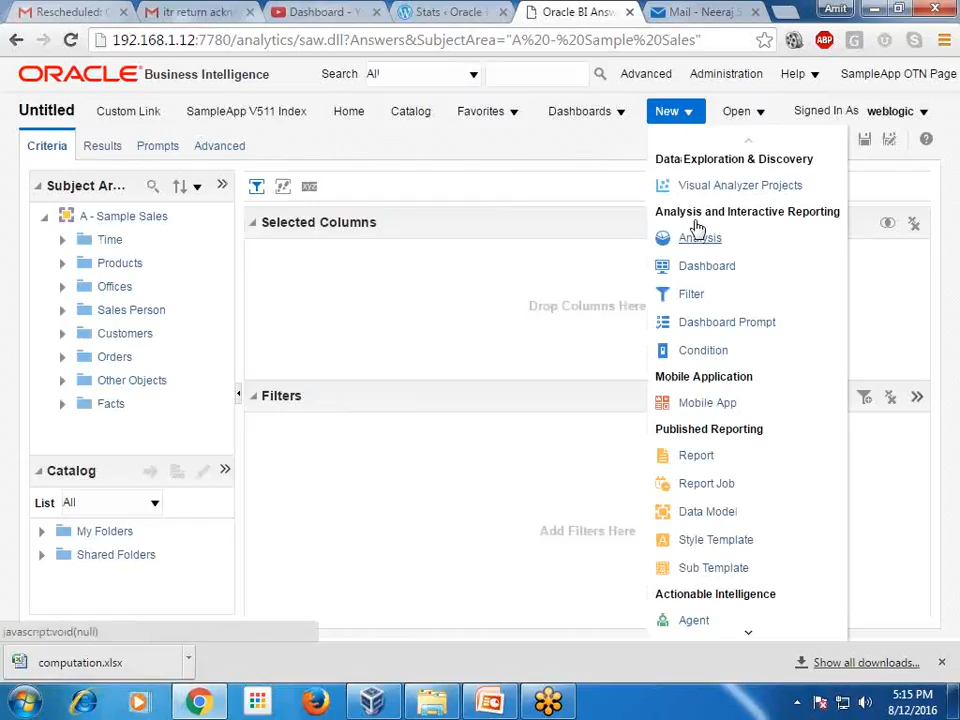 Rescheduled: G
itr return ackn
Dashboard - Y
Stats ‹ Oracle
Oracle BI Answ
Mail - Neeraj S
Amit
192.168.1.12:7780/analytics/saw.dll?Answers&SubjectArea="A%20-%20Sample%20Sales"
ABP
G
ORACLE Business Intelligence
Search All
Advanced
Administration
Help
SampleApp OTN Page
Untitled
Custom Link
SampleApp V511 Index
Home
Catalog
Favorites
Dashboards
New
Open
Signed In As weblogic
Criteria
Results
Prompts
Advanced
Subject Ar...
A - Sample Sales
Time
Products
Offices
Sales Person
Customers
Orders
Other Objects
Facts
Catalog
List All
My Folders
Shared Folders
XYZ
Selected Columns
Drop Columns Here
Filters
Add Filters Here
Data Exploration & Discovery
Visual Analyzer Projects
Analysis and Interactive Reporting
Analysis
Dashboard
Filter
Dashboard Prompt
Condition
Mobile Application
Mobile App
Published Reporting
Report
Report Job
Data Model
Style Template
Sub Template
Actionable Intelligence
Agent
javascript:void(null)
computation.xlsx
Show all downloads...
5:15 PM
8/12/2016